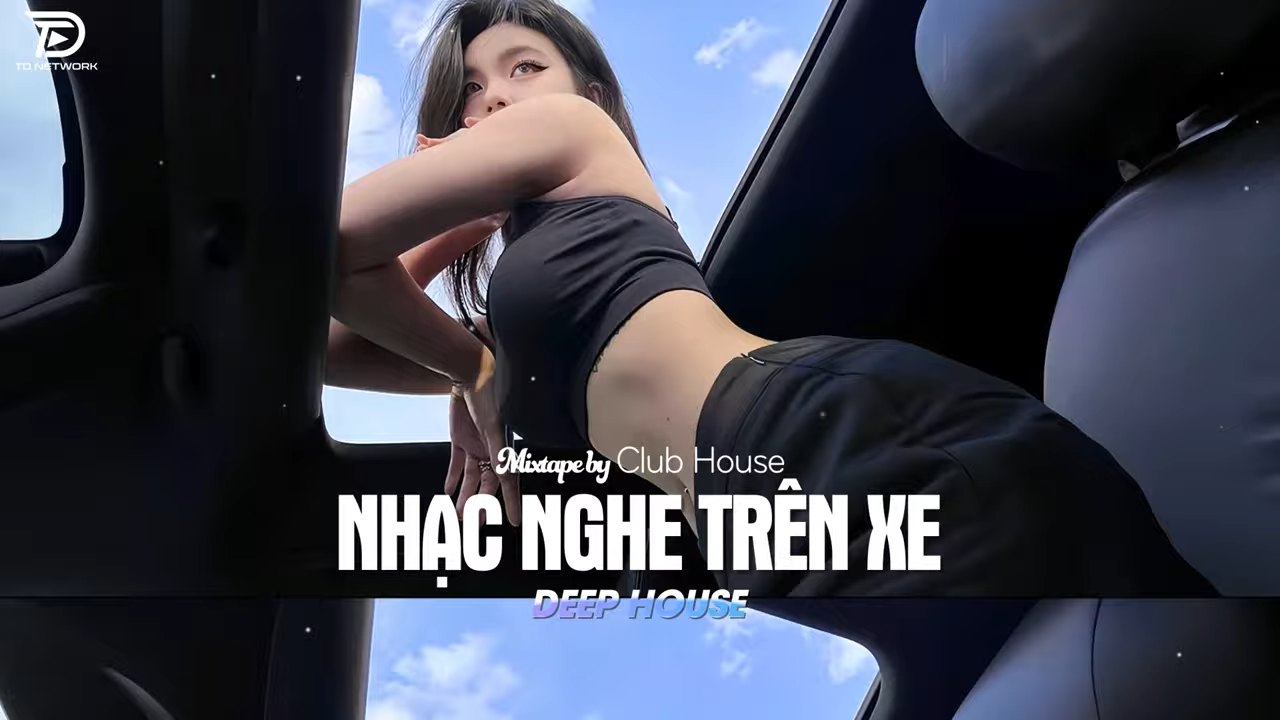 TD NETWORK
Mixtape by Club House
NHẠC NGHE TRÊN XE
DEEP HOUSE